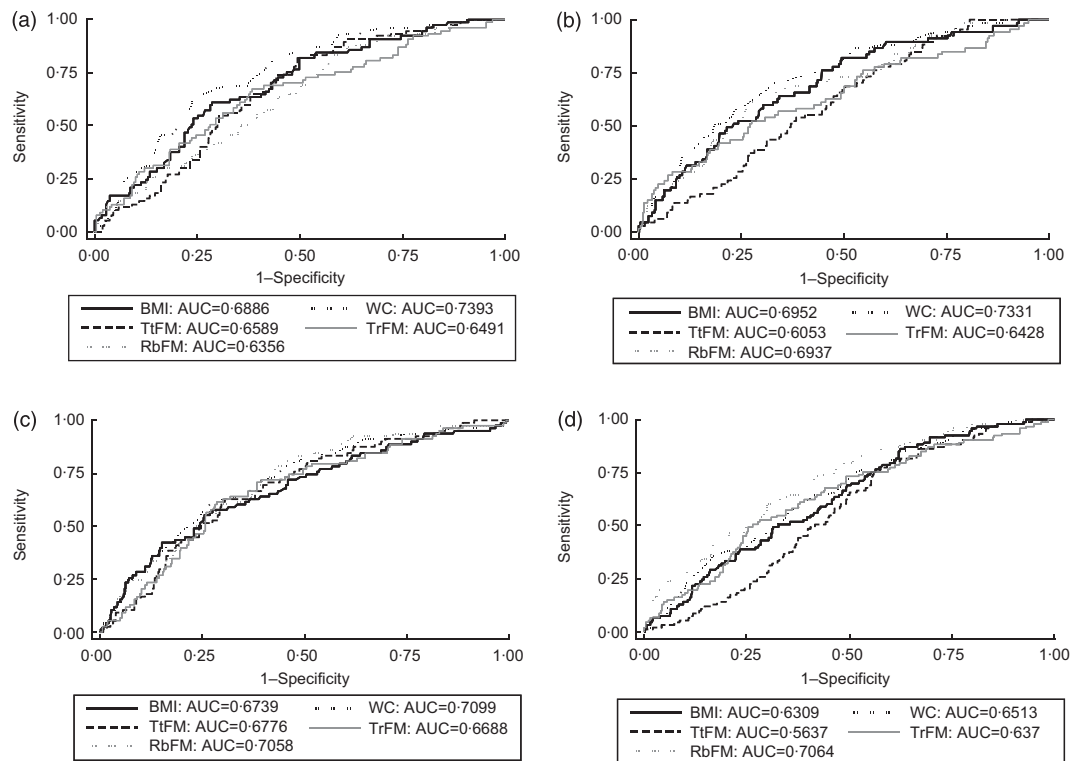 (a)
1·00
0·75
0·50
0·25
0·00
Sensitivity
0·00 0·25 0·50 0·75 1·00
1–Specificity
BMI: AUC=0·6886 WC: AUC=0·7393
TtFM: AUC=0·6589 TrFM: AUC=0·6491
RbFM: AUC=0·6356
(b)
1·00
0·75
0·50
0·25
0·00
Sensitivity
0·00 0·25 0·50 0·75 1·00
1–Specificity
BMI: AUC=0·6952 WC: AUC=0·7331
TtFM: AUC=0·6053 TrFM: AUC=0·6428
RbFM: AUC=0·6937
(c)
1·00
0·75
0·50
0·25
0·00
Sensitivity
0·00 0·25 0·50 0·75 1·00
1–Specificity
BMI: AUC=0·6739 WC: AUC=0·7099
TtFM: AUC=0·6776 TrFM: AUC=0·6688
RbFM: AUC=0·7058
(d)
1·00
0·75
0·50
0·25
0·00
Sensitivity
0·00 0·25 0·50 0·75 1·00
1–Specificity
BMI: AUC=0·6309 WC: AUC=0·6513
TtFM: AUC=0·5637 TrFM: AUC=0·637
RbFM: AUC=0·7064